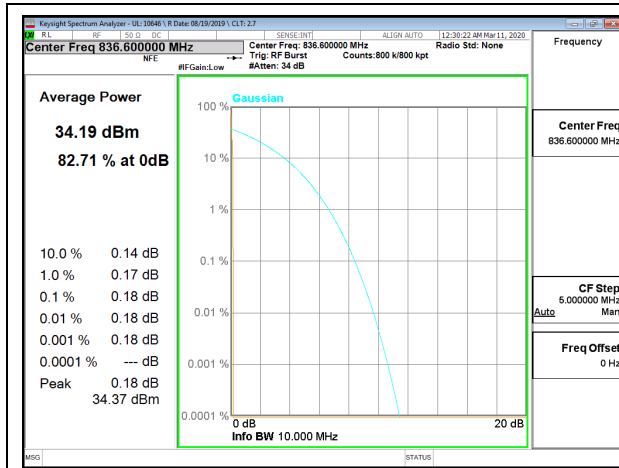 Keysight Spectrum Analyzer - UL: 10646 \ R Date: 08/19/2019 \ CLT: 2.7
LXI RL RF 50 Ω DC SENSE:INT ALIGN AUTO 12:30:22 AM Mar 11, 2020
Center Freq 836.600000 MHz Center Freq: 836.600000 MHz Radio Std: None Frequency
NFE Trig: RF Burst Counts:800 k/800 kpt
#IFGain:Low #Atten: 34 dB
Average Power
34.19 dBm
82.71 % at 0dB
10.0 % 0.14 dB
1.0 % 0.17 dB
0.1 % 0.18 dB
0.01 % 0.18 dB
0.001 % 0.18 dB
0.0001 % --- dB
Peak 0.18 dB
34.37 dBm
Gaussian
100 %
10 %
1 %
0.1 %
0.01 %
0.001 %
0.0001 %
0 dB 20 dB
Info BW 10.000 MHz
Center Freq
836.600000 MHz
CF Step
5.000000 MHz
Auto Man
Freq Offset
0 Hz
MSG STATUS